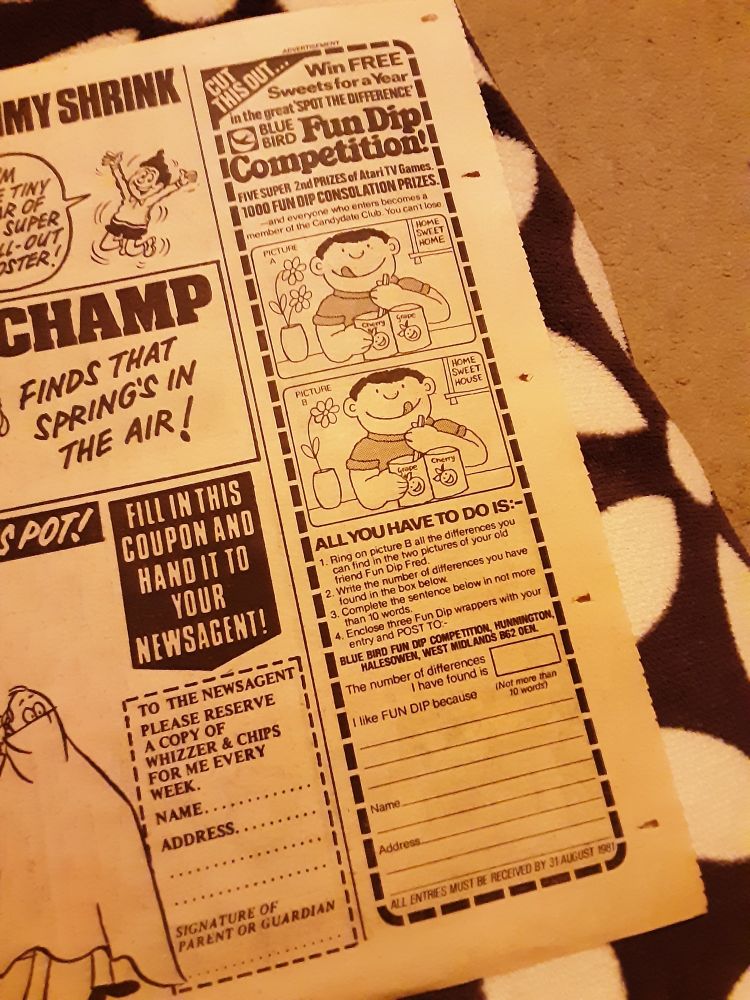 MY SHRINK
TINY
OF
SUPER
OUT
CHAMP
FINDS THAT
SPRING'S IN
THE AIR!
SPOT!
FILL IN THIS
COUPON AND
HAND IT TO
YOUR
NEWSAGENT!
TO THE NEWSAGENT
PLEASE RESERVE
A COPY OF
WHIZZER & CHIPS
FOR ME EVERY
WEEK.
NAME
ADDRESS
SIGNATURE OF
PARENT OR GUARDIAN
ADVERTISEMENT
CUT
THIS OUT...
Win FREE
Sweets for a Year
in the great 'SPOT THE DIFFERENCE'
BLUE
BIRD
Fun Dip
Competition!
FIVE SUPER 2nd PRIZES of Atari TV Games.
1000 FUN DIP CONSOLATION PRIZES.
—and everyone who enters becomes a
member of the Candydate Club. You can't lose
PICTURE
A
HOME
SWEET
HOME
Cherry
Grape
PICTURE
B
HOME
SWEET
HOUSE
Grape
Cherry
ALL YOU HAVE TO DO IS:-
1. Ring on picture B all the differences you
can find in the two pictures of your old
friend Fun Dip Fred.
2. Write the number of differences you have
found in the box below.
3. Complete the sentence below in not more
than 10 words.
4. Enclose three Fun Dip wrappers with your
entry and POST TO:-
BLUE BIRD FUN DIP COMPETITION, HUNNINGTON,
HALESOWEN, WEST MIDLANDS B62 0EN.
The number of differences
I have found is
I like FUN DIP because
(Not more than
10 words)
Name
Address
ALL ENTRIES MUST BE RECEIVED BY 31 AUGUST 1981